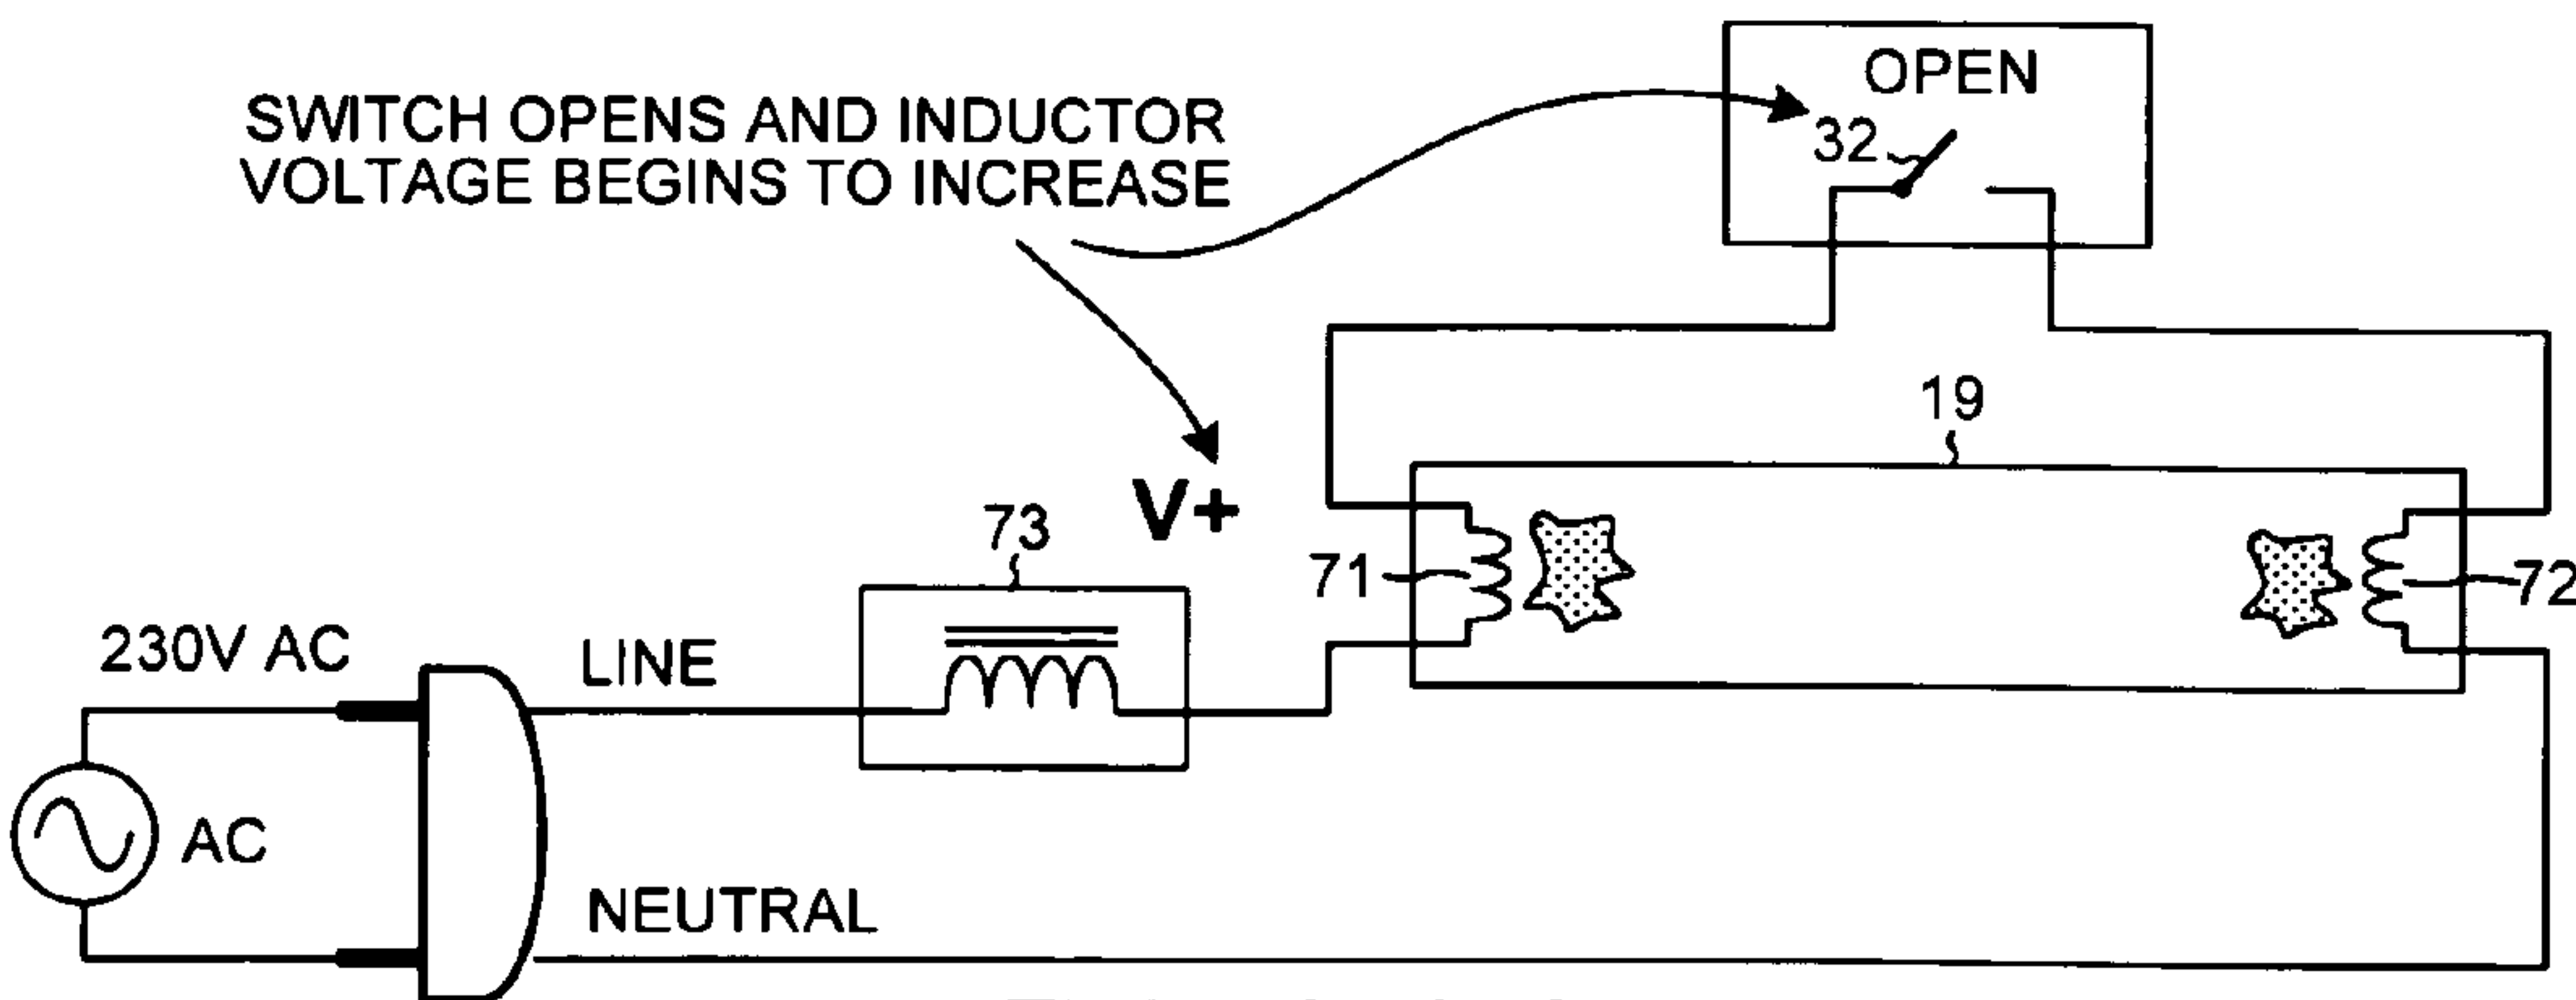 OPEN
SWITCH OPENS AND INDUCTOR
VOLTAGE BEGINS TO INCREASE
32
19
V+
73
71
72
230V AC
LINE
AC
NEUTRAL